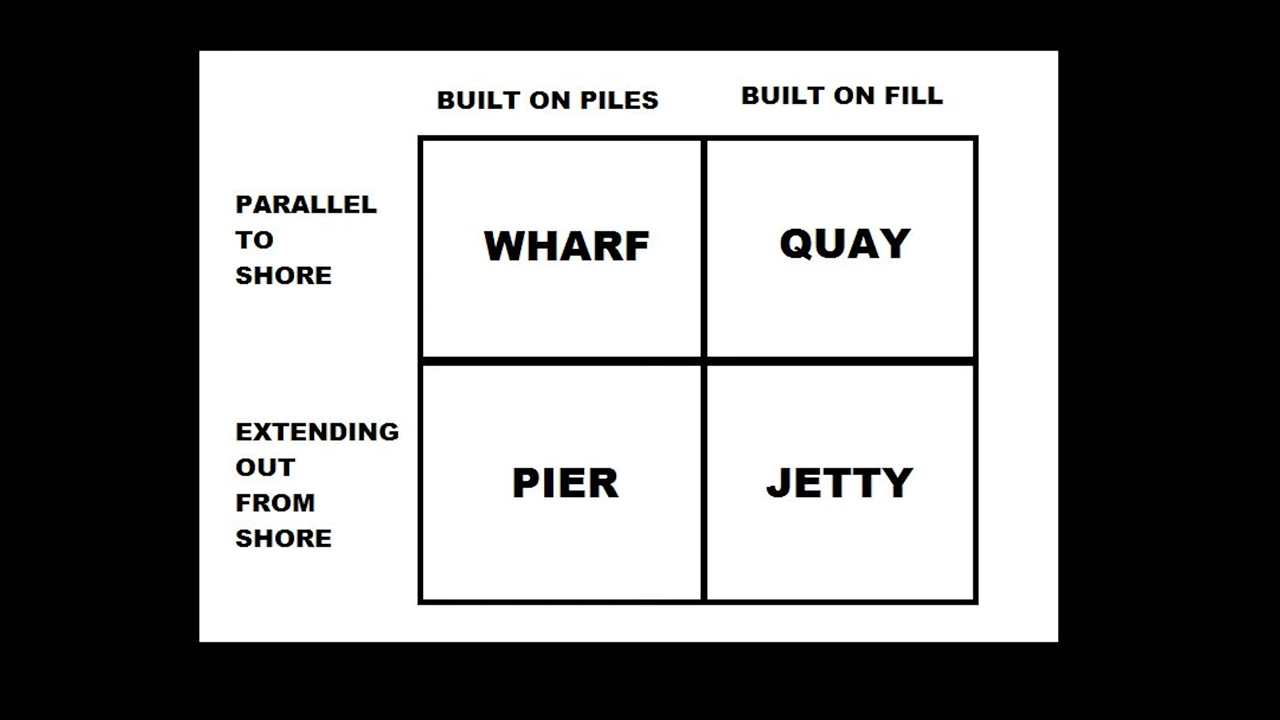 BUILT ON PILES
BUILT ON FILL
PARALLEL
TO
SHORE
WHARF
QUAY
EXTENDING
OUT
FROM
SHORE
PIER
JETTY